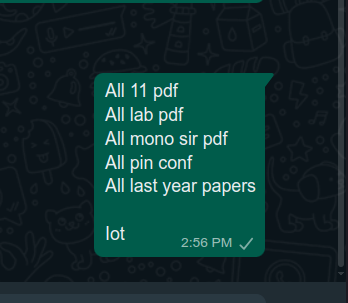 All 11 pdf
All lab pdf
All mono sir pdf
All pin conf
All last year papers
Iot
2:56 PM